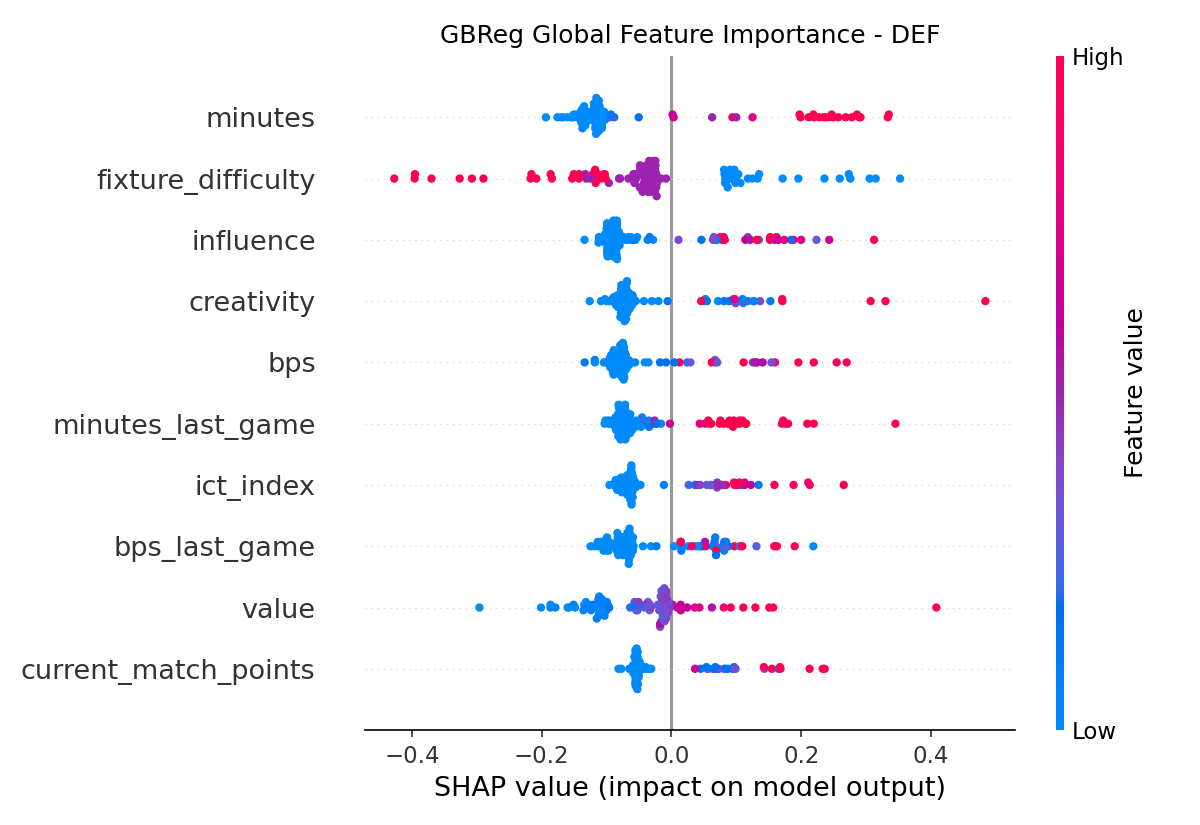 GBReg Global Feature Importance - DEF
High
minutes
fixture_difficulty
influence
creativity
bps
minutes_last_game
ict_index
bps_last_game
value
current_match_points
Feature value
Low
−0.4 −0.2 0.0 0.2 0.4
SHAP value (impact on model output)